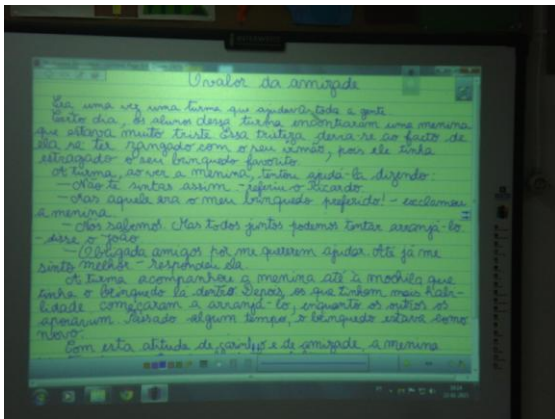 O valor da amizade
Era uma vez uma turma que ajudava toda a gente.
Certo dia, os alunos dessa turma encontraram uma menina
que estava muito triste. Essa tristeza devia-se ao facto de
ela se ter zangado com o seu irmão, pois ele tinha
estragado o seu brinquedo favorito.
A turma, ao ver a menina, tentou ajudá-la dizendo:
— Não te sintas assim - referiu o Ricardo.
— Mas aquele era o meu brinquedo preferido! - exclamou
a menina.
— Nós sabemos. Mas todos juntos podemos tentar arranjá-lo
- disse o João.
— Obrigada amigos por me quererem ajudar. Até já me
sinto melhor - respondeu ela.
A turma acompanhou a menina até à mochila que
tinha o brinquedo lá dentro. Depois, os que tinham mais habi-
lidade, começaram a arranjá-lo, enquanto os outros os
apoiavam. Passado algum tempo, o brinquedo estava como
novo.
Com esta atitude de carinho e de amizade, a menina